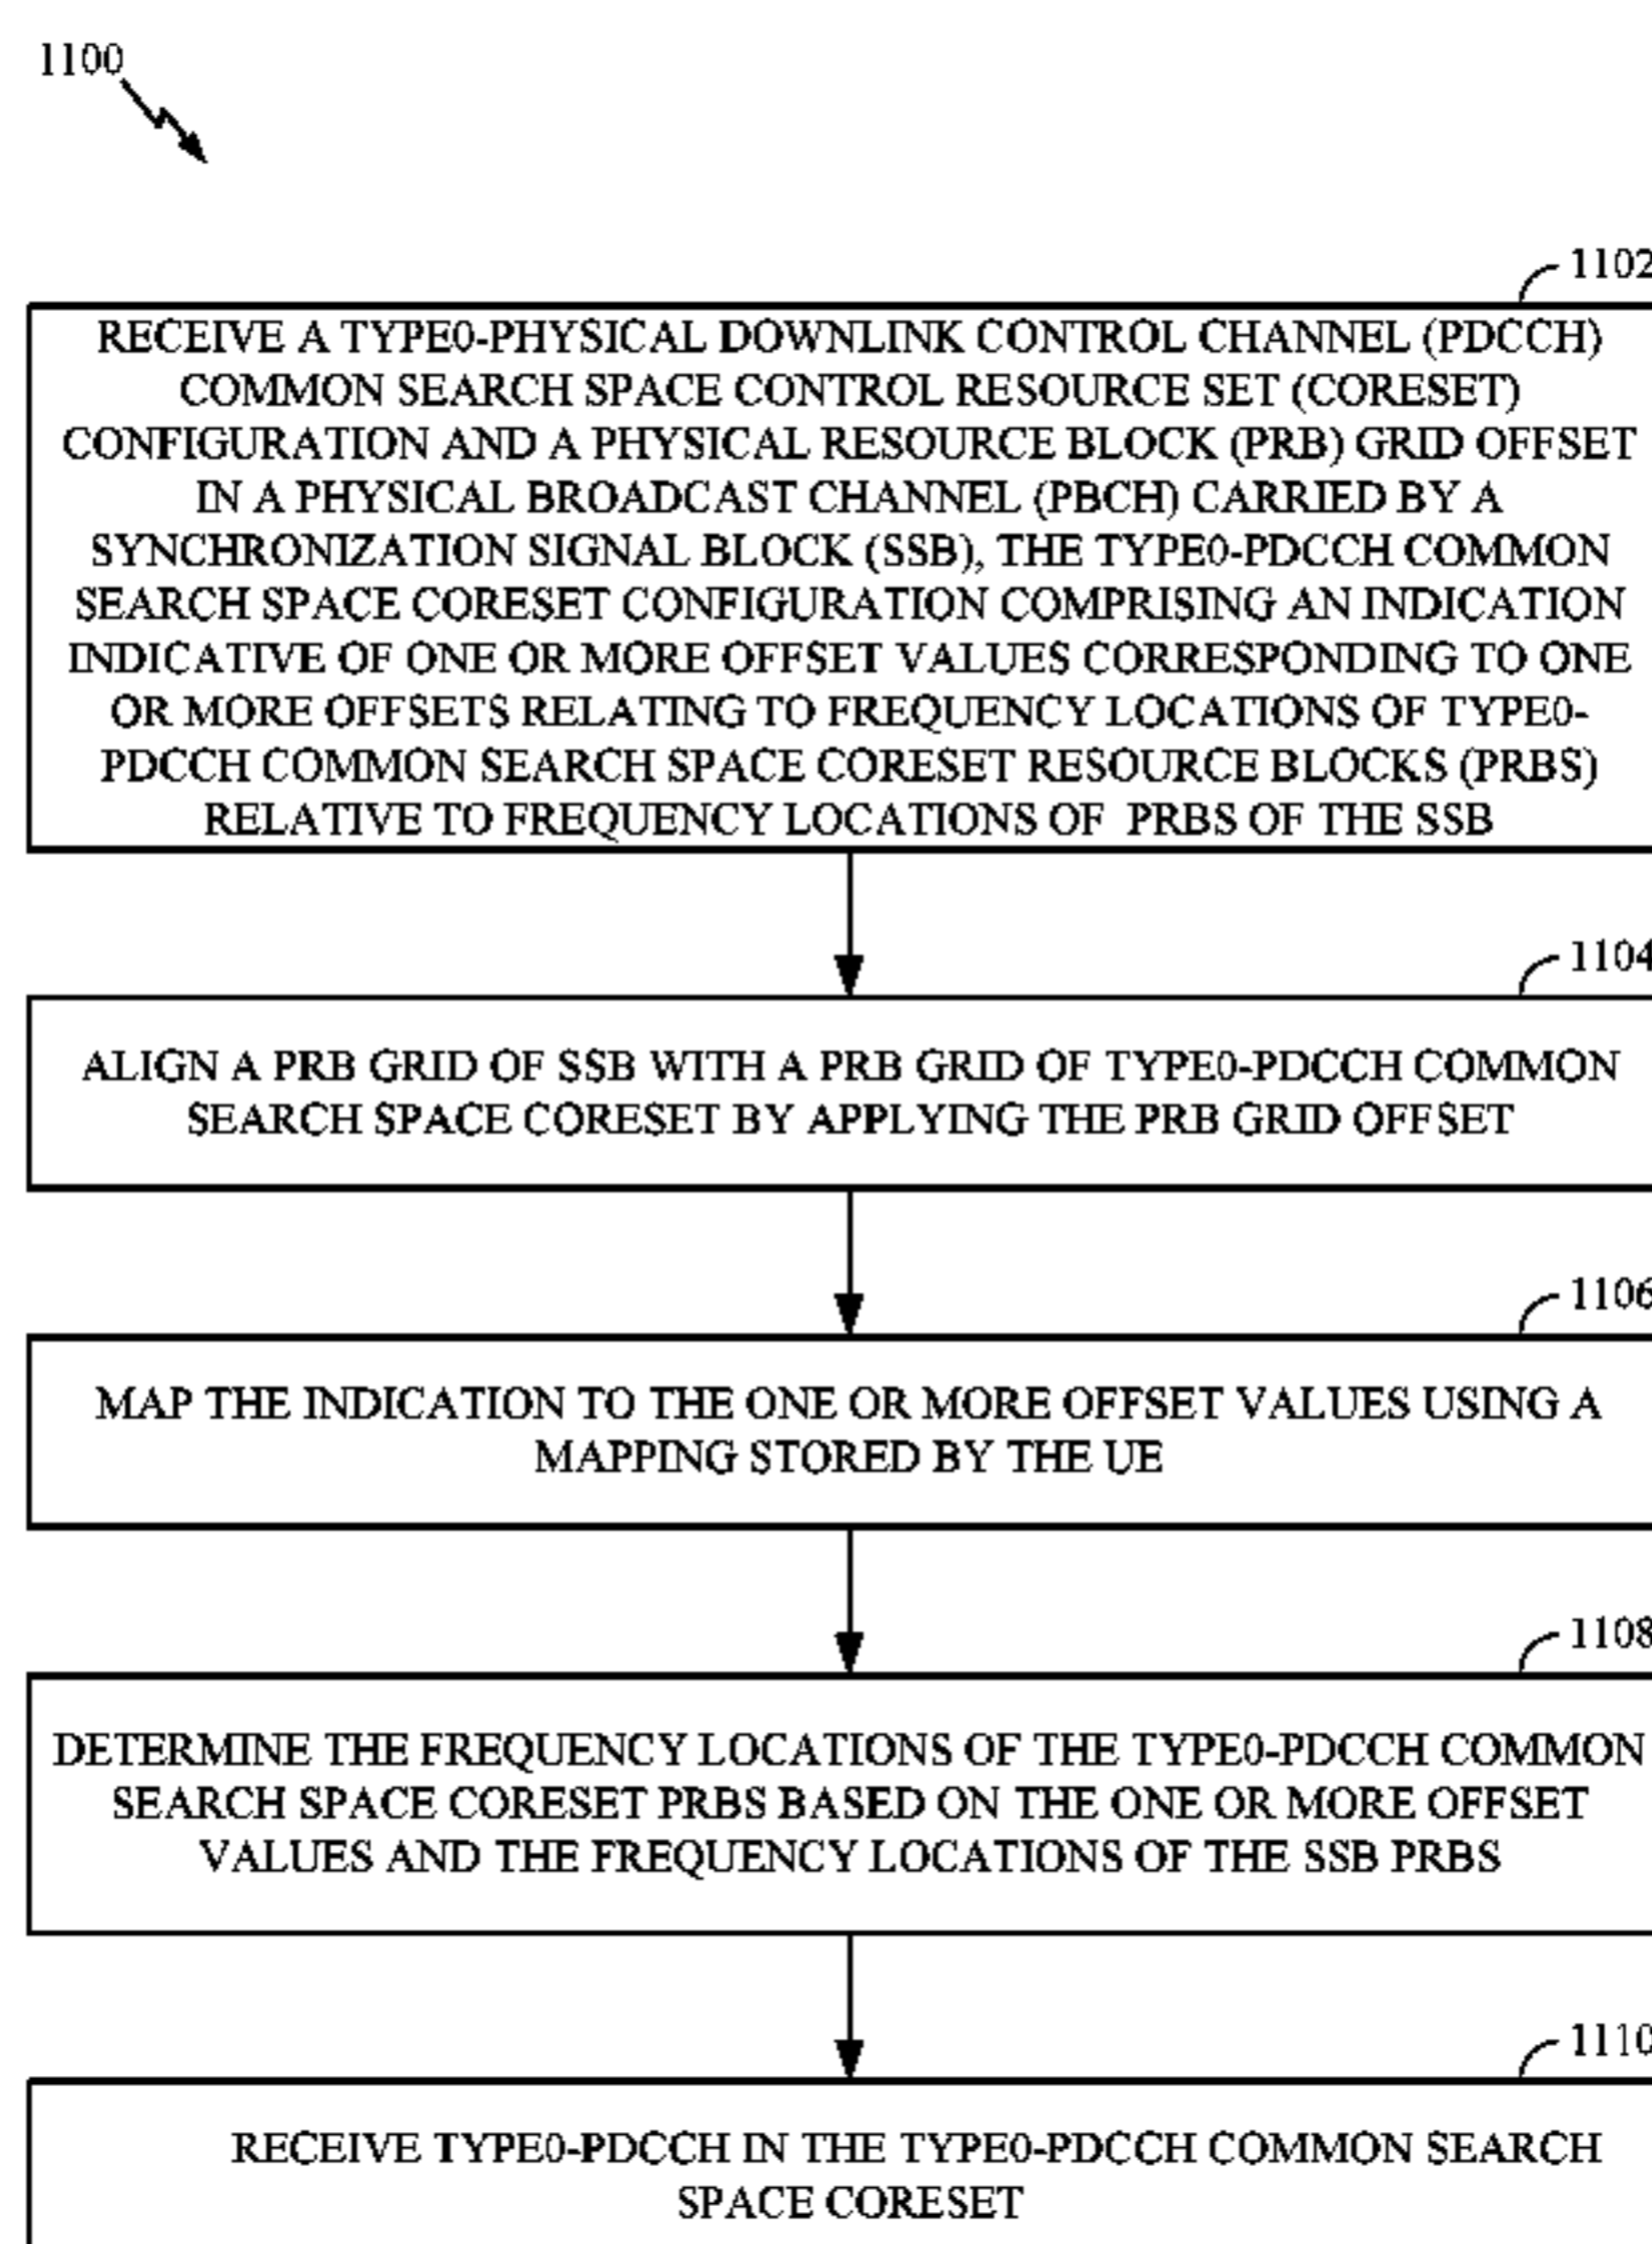 1100
1102
RECEIVE A TYPE0-PHYSICAL DOWNLINK CONTROL CHANNEL (PDCCH)
COMMON SEARCH SPACE CONTROL RESOURCE SET (CORESET)
CONFIGURATION AND A PHYSICAL RESOURCE BLOCK (PRB) GRID OFFSET
IN A PHYSICAL BROADCAST CHANNEL (PBCH) CARRIED BY A
SYNCHRONIZATION SIGNAL BLOCK (SSB), THE TYPE0-PDCCH COMMON
SEARCH SPACE CORESET CONFIGURATION COMPRISING AN INDICATION
INDICATIVE OF ONE OR MORE OFFSET VALUES CORRESPONDING TO ONE
OR MORE OFFSETS RELATING TO FREQUENCY LOCATIONS OF TYPE0-
PDCCH COMMON SEARCH SPACE CORESET RESOURCE BLOCKS (PRBS)
RELATIVE TO FREQUENCY LOCATIONS OF PRBS OF THE SSB
1104
ALIGN A PRB GRID OF SSB WITH A PRB GRID OF TYPE0-PDCCH COMMON
SEARCH SPACE CORESET BY APPLYING THE PRB GRID OFFSET
1106
MAP THE INDICATION TO THE ONE OR MORE OFFSET VALUES USING A
MAPPING STORED BY THE UE
1108
DETERMINE THE FREQUENCY LOCATIONS OF THE TYPE0-PDCCH COMMON
SEARCH SPACE CORESET PRBS BASED ON THE ONE OR MORE OFFSET
VALUES AND THE FREQUENCY LOCATIONS OF THE SSB PRBS
1110
RECEIVE TYPE0-PDCCH IN THE TYPE0-PDCCH COMMON SEARCH
SPACE CORESET